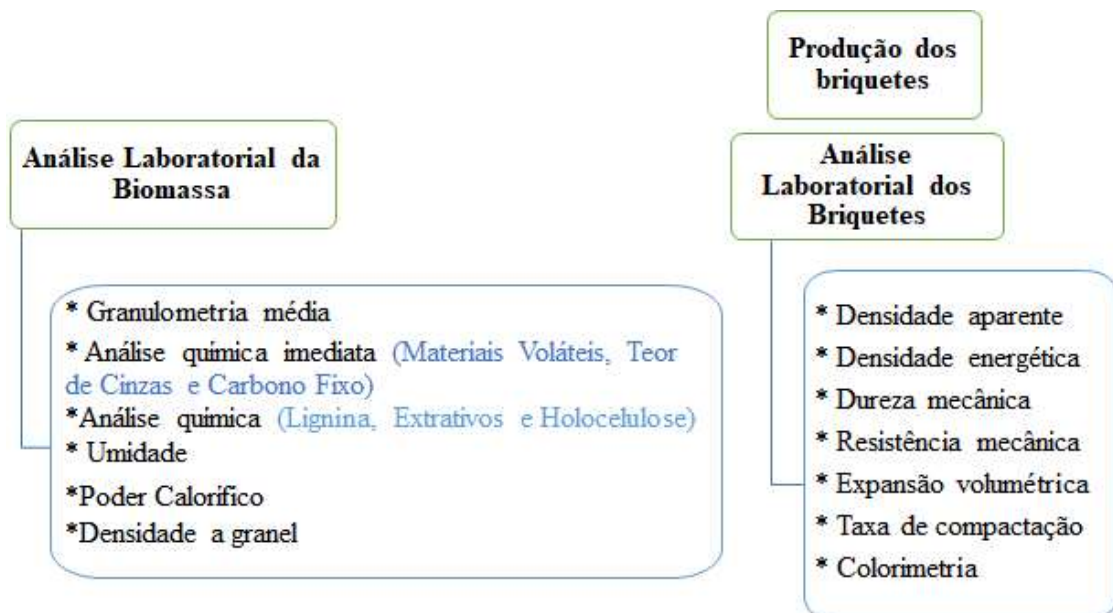 Produção dos
briquetes
Análise Laboratorial da
Biomassa
* Granulometria média
* Análise química imediata (Materiais Voláteis, Teor
de Cinzas e Carbono Fixo)
*Análise química (Lignina, Extrativos e Holocelulose)
* Umidade
*Poder Calorífico
*Densidade a granel
Análise
Laboratorial dos
Briquetes
* Densidade aparente
* Densidade energética
* Dureza mecânica
* Resistência mecânica
* Expansão volumétrica
* Taxa de compactação
* Colorimetria